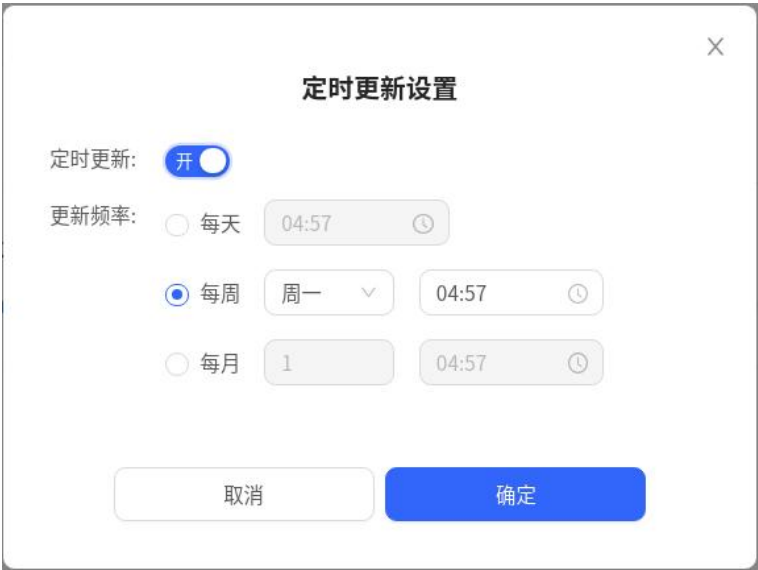 定时更新设置
定时更新: 开
更新频率: 每天 04:57
每周 周一 04:57
每月 1 04:57
取消 确定